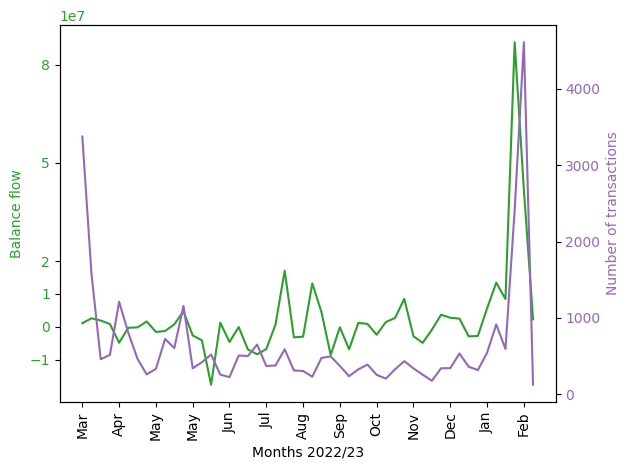 1e7
8
5
2
1
0
−1
Balance flow
4000
3000
2000
1000
0
Number of transactions
Mar
Apr
May
May
Jun
Jul
Aug
Sep
Oct
Nov
Dec
Jan
Feb
Months 2022/23